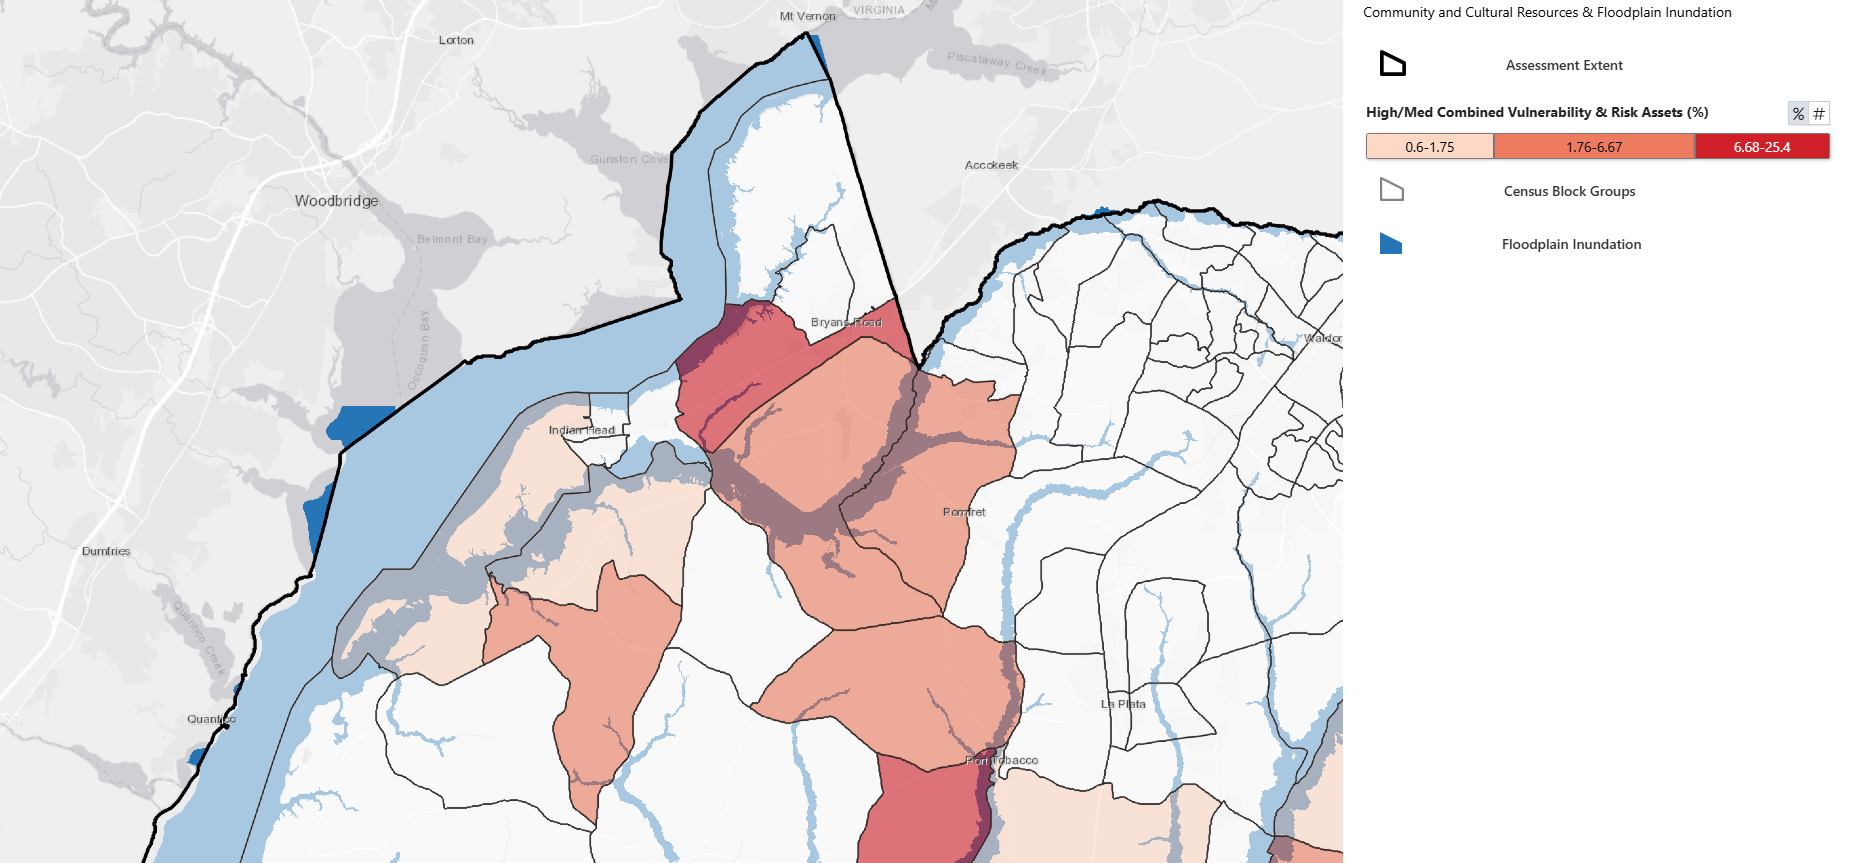 Community and Cultural Resources & Floodplain Inundation
Assessment Extent
High/Med Combined Vulnerability & Risk Assets (%)
% #
0.6-1.75 1.76-6.67 6.68-25.4
Census Block Groups
Floodplain Inundation
VIRGINIA
Mt Vernon
Lorton
Piscataway Creek
Gunston Cove
Accokeek
Woodbridge
Belmont Bay
Bryans Road
Occoquan Bay
Waldor
Indian Head
Pomfret
Dumfries
Quantico Creek
La Plata
Quantico
Port Tobacco